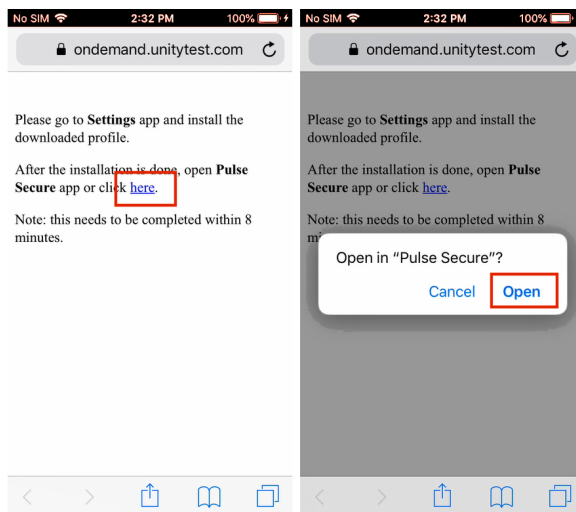 No SIM 2:32 PM 100%
ondemand.unitytest.com
Please go to Settings app and install the
downloaded profile.
After the installation is done, open Pulse
Secure app or click here.
Note: this needs to be completed within 8
minutes.
No SIM 2:32 PM 100%
ondemand.unitytest.com
Please go to Settings app and install the
downloaded profile.
After the installation is done, open Pulse
Secure app or click here.
Note: this needs to be completed within 8
Open in “Pulse Secure”?
Cancel Open